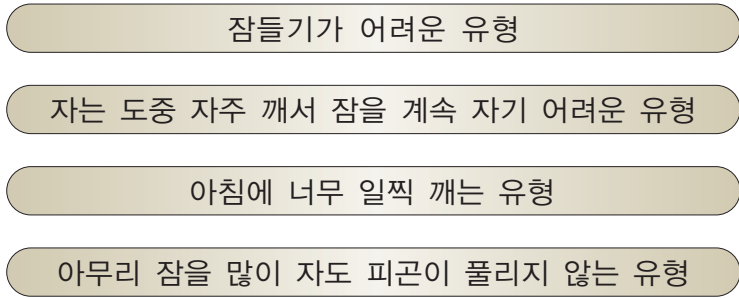 잠들기가 어려운 유형
자는 도중 자주 깨서 잠을 계속 자기 어려운 유형
아침에 너무 일찍 깨는 유형
아무리 잠을 많이 자도 피곤이 풀리지 않는 유형